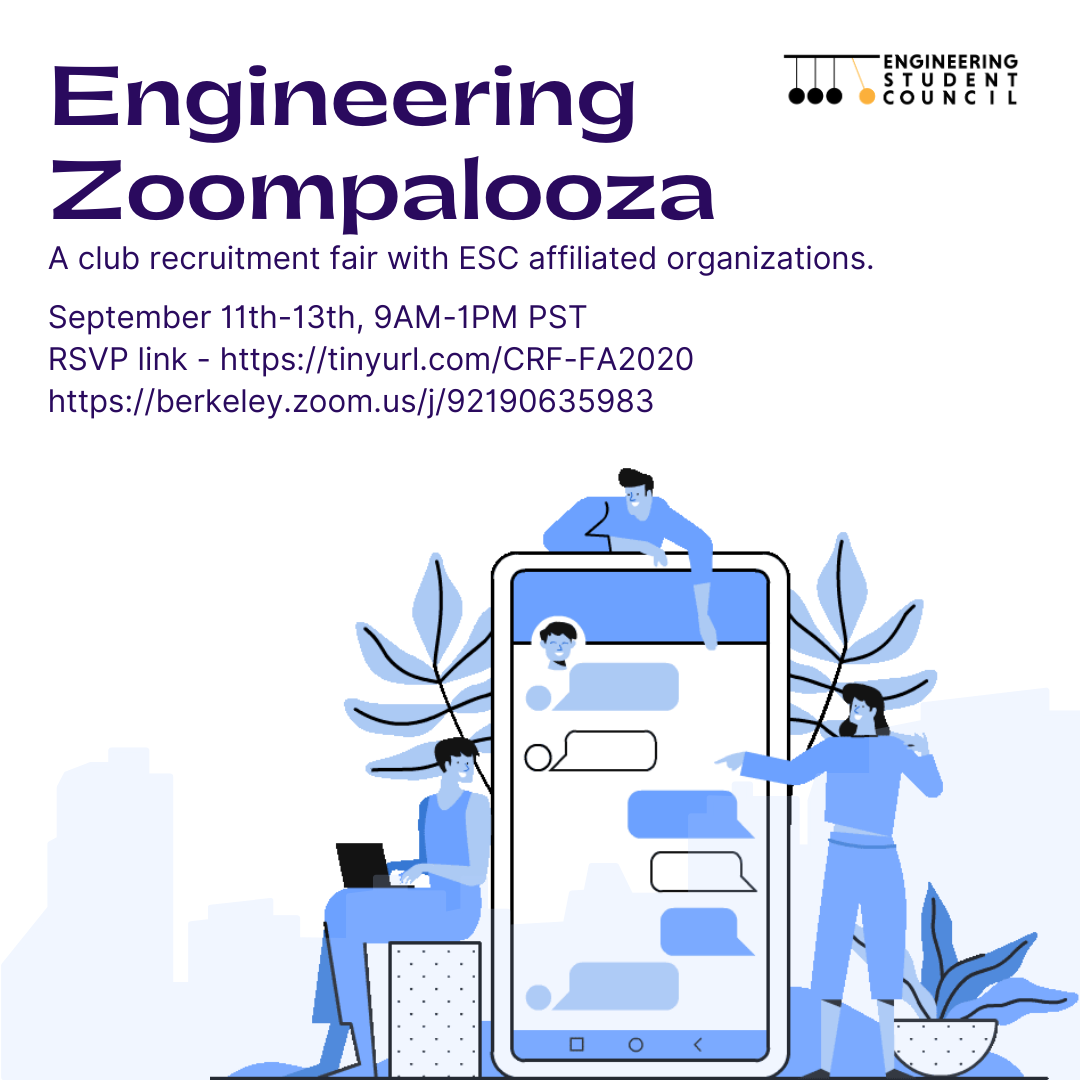 Engineering
Zoompalooza
ENGINEERING
STUDENT
COUNCIL
A club recruitment fair with ESC affiliated organizations.
September 11th-13th, 9AM-1PM PST
RSVP link - https://tinyurl.com/CRF-FA2020
https://berkeley.zoom.us/j/92190635983